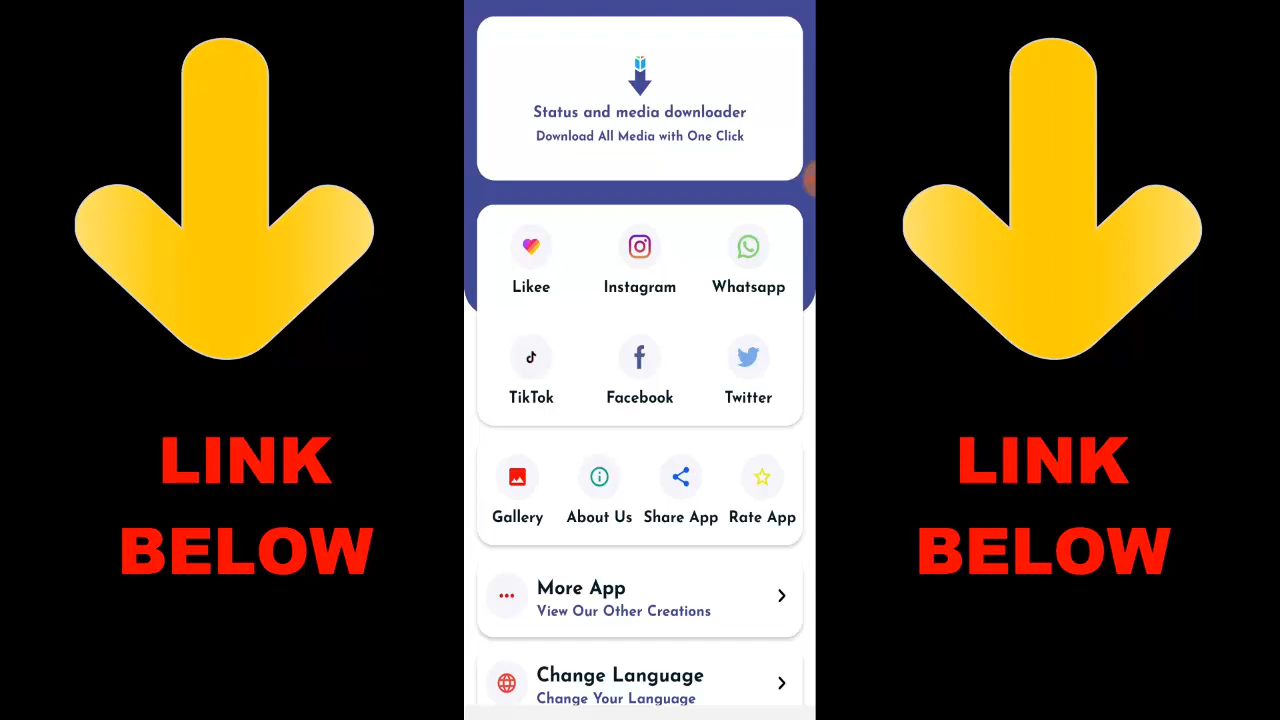 Status and media downloader
Download All Media with One Click
Likee
Instagram
Whatsapp
TikTok
Facebook
Twitter
LINK
BELOW
LINK
BELOW
Gallery
About Us
Share App
Rate App
More App
View Our Other Creations
Change Language
Change Your Language